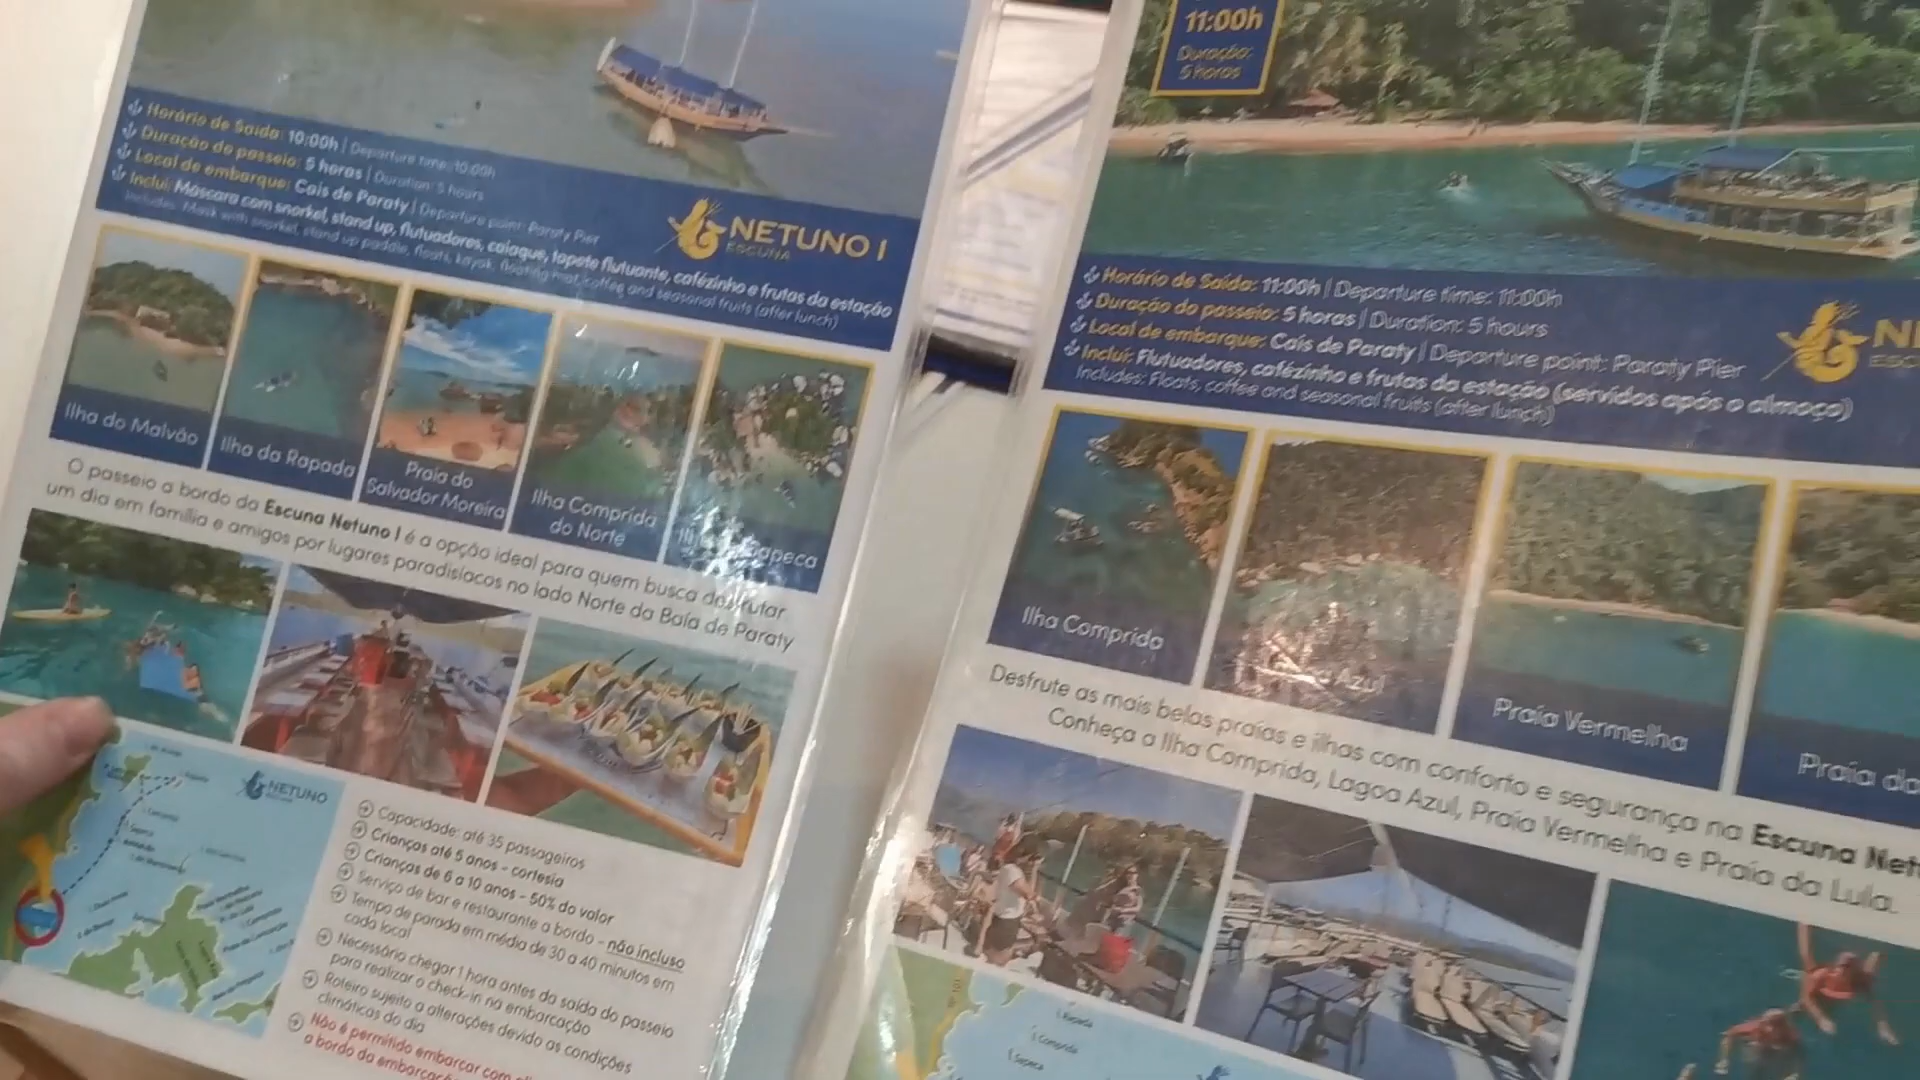 Horário de Saída: 10:00h | Departure time: 10:00h
Duração do passeio: 5 horas | Duration: 5 hours
Local de embarque: Cais de Paraty | Departure point: Paraty Pier
Inclui: Máscara com snorkel, stand up, flutuadores, caiaque, tapete flutuante, cafézinho e frutas da estação
Includes: Mask with snorkel, stand up paddle, floats, kayak, floating mat, coffee and seasonal fruits (after lunch)
NETUNO I
ESCUNA
Ilha do Malvão
Ilha da Rapada
Praia do
Salvador Moreira
Ilha Comprida
do Norte
O passeio a bordo da Escuna Netuno I é a opção ideal para quem busca desfrutar
um dia em família e amigos por lugares paradisíacos no lado Norte da Baía de Paraty
NETUNO
Capacidade: até 35 passageiros
Crianças até 5 anos - cortesia
Crianças de 6 a 10 anos - 50% do valor
Serviço de bar e restaurante a bordo - não incluso
Tempo de parada em média de 30 a 40 minutos em
cada local
Necessário chegar 1 hora antes da saída do passeio
para realizar o check-in na embarcação
Roteiro sujeito a alterações devido as condições
climáticas do dia
Não é permitido embarcar com
a bordo da
11:00h
Duração:
5 horas
Horário de Saída: 11:00h | Departure time: 11:00h
Duração do passeio: 5 horas | Duration: 5 hours
Local de embarque: Cais de Paraty | Departure point: Paraty Pier
Inclui: Flutuadores, cafézinho e frutas da estação (servidos após o almoço)
Includes: Floats, coffee and seasonal fruits (after lunch)
Ilha Comprida
Azul
Praia Vermelha
Praia da
Desfrute as mais belas praias e ilhas com conforto e segurança na Escuna
Conheça a Ilha Comprida, Lagoa Azul, Praia Vermelha e Praia da Lula.
I. Rapada
I. Comprida
I. Sapeca